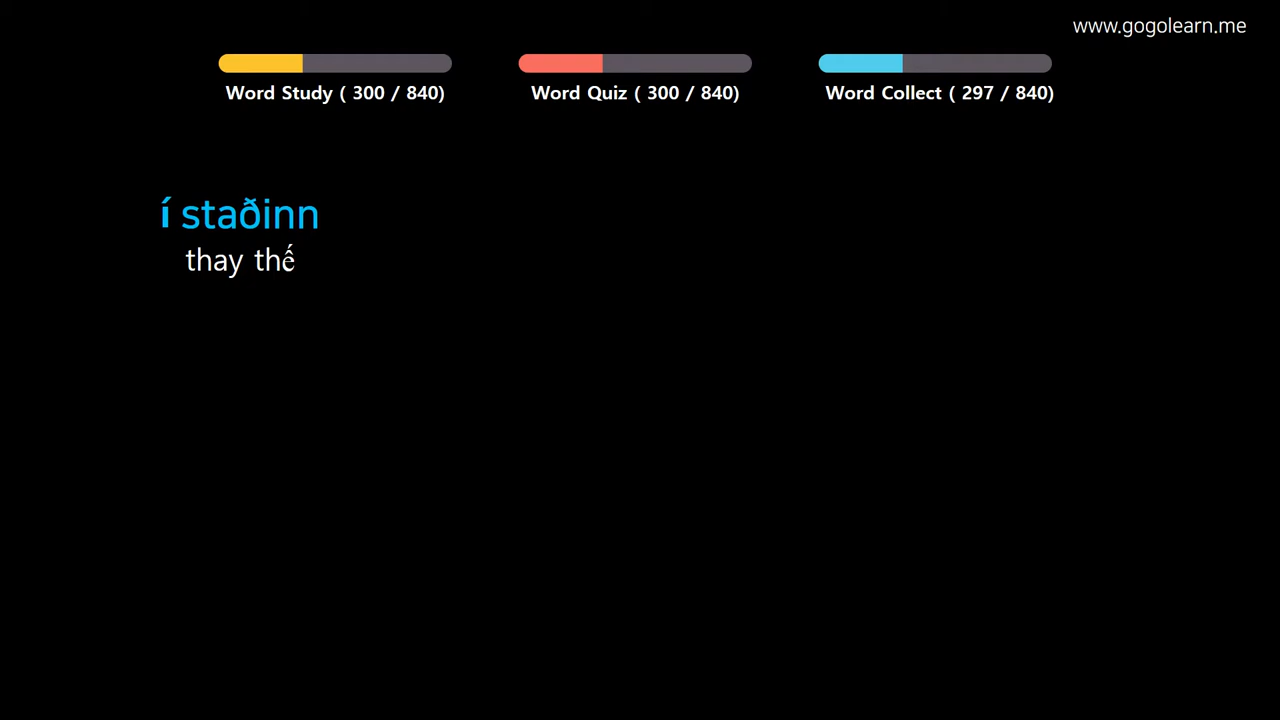 www.gogolearn.me
Word Study ( 300 / 840)
Word Quiz ( 300 / 840)
Word Collect ( 297 / 840)
í staðinn
thay thế